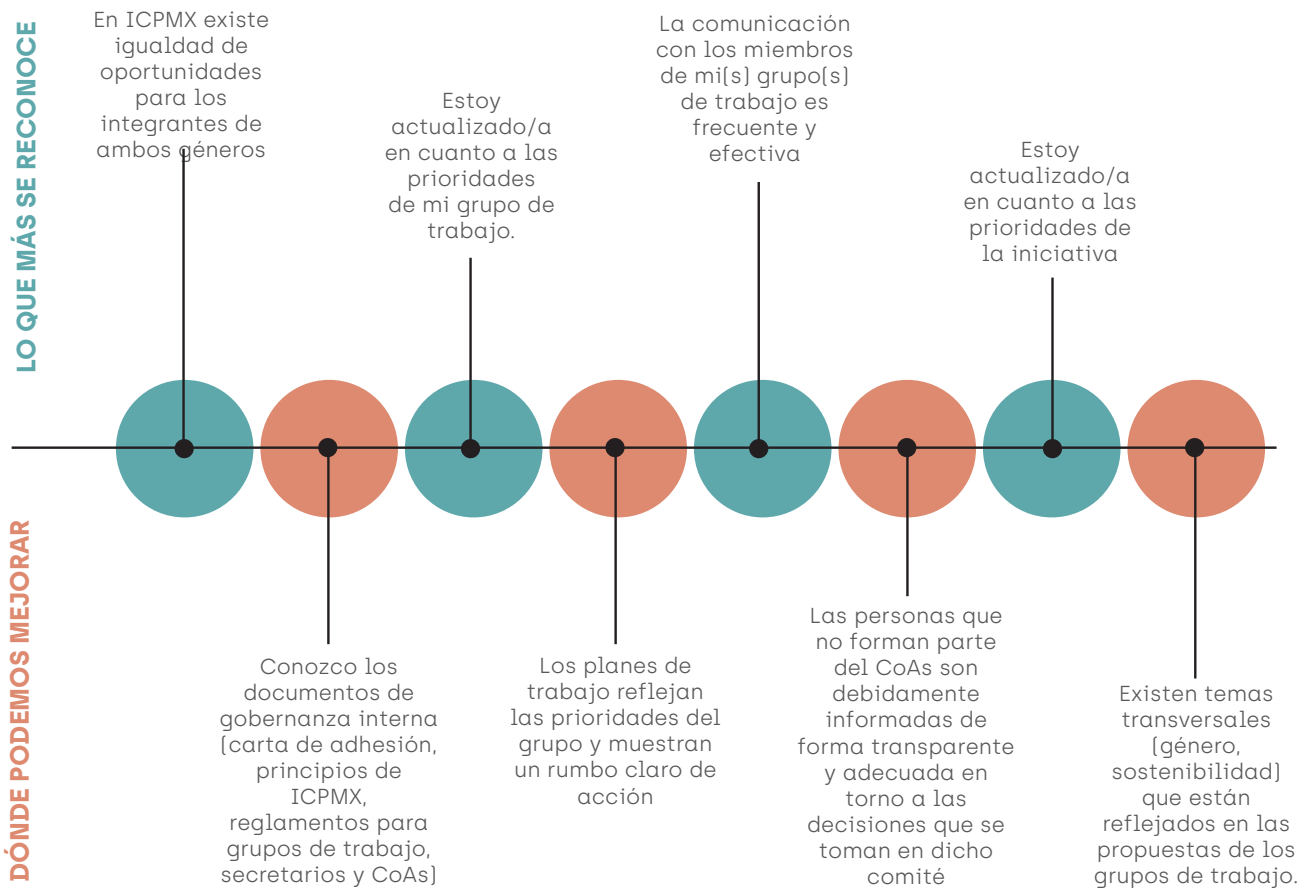 LO QUE MÁS SE RECONOCE
En ICPMX existe
igualdad de
oportunidades
para los
integrantes de
ambos géneros
Estoy
actualizado/a
en cuanto a las
prioridades
de mi grupo de
trabajo.
La comunicación
con los miembros
de mi(s) grupo(s)
de trabajo es
frecuente y
efectiva
Estoy
actualizado/a
en cuanto a las
prioridades de
la iniciativa
DÓNDE PODEMOS MEJORAR
Conozco los
documentos de
gobernanza interna
(carta de adhesión,
principios de
ICPMX,
reglamentos para
grupos de trabajo,
secretarios y CoAs)
Los planes de
trabajo reflejan
las prioridades del
grupo y muestran
un rumbo claro de
acción
Las personas que
no forman parte
del CoAs son
debidamente
informadas de
forma transparente
y adecuada en
torno a las
decisiones que se
toman en dicho
comité
Existen temas
transversales
(género,
sostenibilidad)
que están
reflejados en las
propuestas de los
grupos de trabajo.